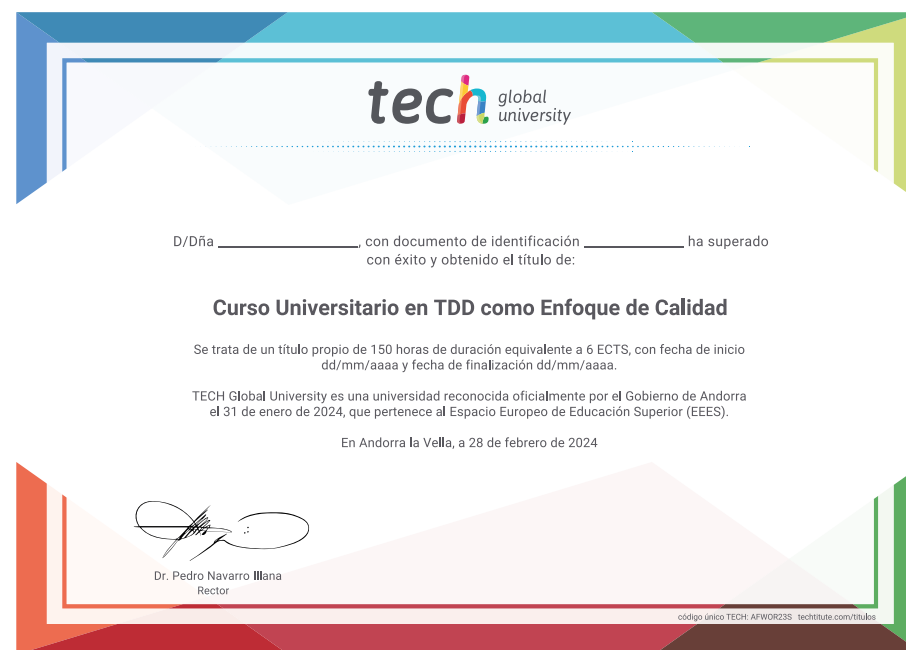 tech global university
D/Dña ____________________, con documento de identificación ______________ ha superado
con éxito y obtenido el título de:
Curso Universitario en TDD como Enfoque de Calidad
Se trata de un título propio de 150 horas de duración equivalente a 6 ECTS, con fecha de inicio
dd/mm/aaaa y fecha de finalización dd/mm/aaaa.
TECH Global University es una universidad reconocida oficialmente por el Gobierno de Andorra
el 31 de enero de 2024, que pertenece al Espacio Europeo de Educación Superior (EEES).
En Andorra la Vella, a 28 de febrero de 2024
Dr. Pedro Navarro Illana
Rector
código único TECH: AFWOR23S techtitute.com/titulos